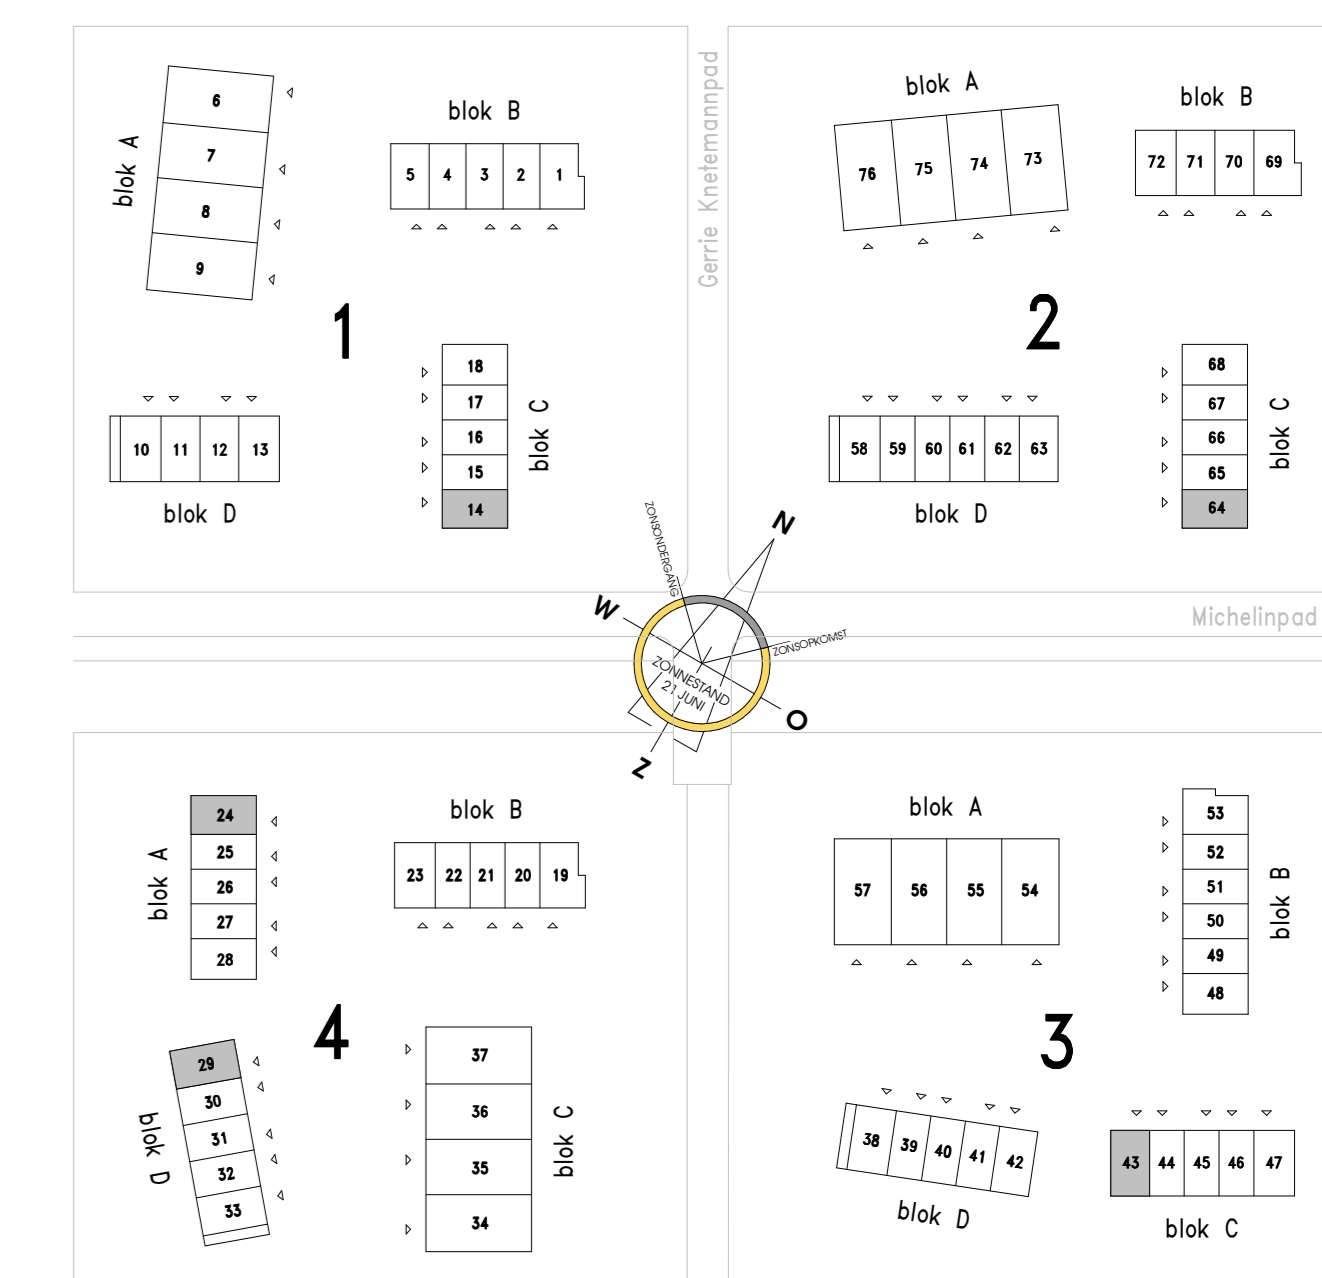 Gerrie Knetemannpad
blok A
6
7
8
9
blok B
5 4 3 2 1
1
10 11 12 13
blok D
18
17
16
15
14
blok C
blok A
76 75 74 73
blok B
72 71 70 69
2
58 59 60 61 62 63
blok D
68
67
66
65
64
blok C
Michelinpad
N
W
O
Z
ZONSONDERGANG
ZONSOPKOMST
ZONNESTAND
21 JUNI
24
25
26
27
28
blok A
blok B
23 22 21 20 19
4
29
30
31
32
33
blok D
37
36
35
34
blok C
blok A
57 56 55 54
53
52
51
50
49
48
blok B
3
38 39 40 41 42
blok D
43 44 45 46 47
blok C